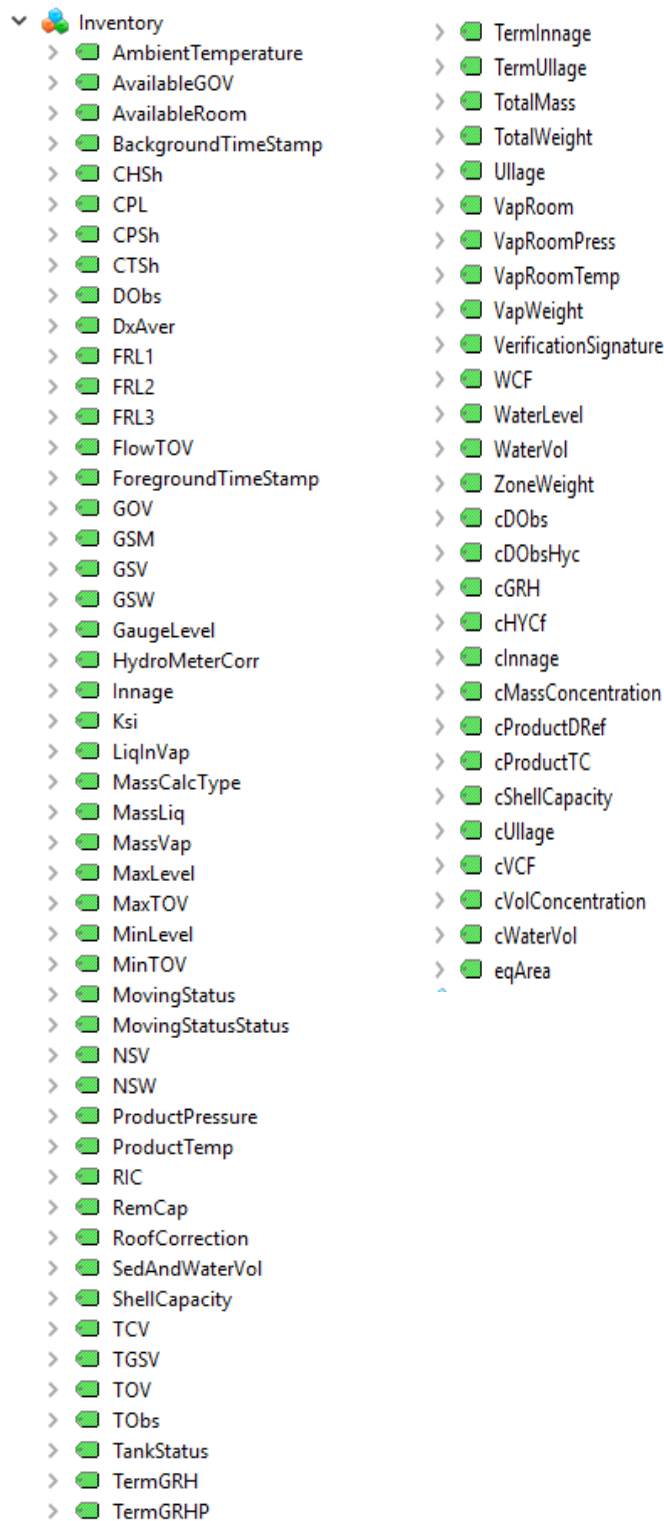 Inventory
AmbientTemperature
AvailableGOV
AvailableRoom
BackgroundTimeStamp
CHSh
CPL
CPSh
CTSh
DObs
DxAver
FRL1
FRL2
FRL3
FlowTOV
ForegroundTimeStamp
GOV
GSM
GSV
GSW
GaugeLevel
HydroMeterCorr
Innage
Ksi
LiqInVap
MassCalcType
MassLiq
MassVap
MaxLevel
MaxTOV
MinLevel
MinTOV
MovingStatus
MovingStatusStatus
NSV
NSW
ProductPressure
ProductTemp
RIC
RemCap
RoofCorrection
SedAndWaterVol
ShellCapacity
TCV
TGSV
TOV
TObs
TankStatus
TermGRH
TermGRHP
TermInnage
TermUllage
TotalMass
TotalWeight
Ullage
VapRoom
VapRoomPress
VapRoomTemp
VapWeight
VerificationSignature
WCF
WaterLevel
WaterVol
ZoneWeight
cDObs
cDObsHyc
cGRH
cHYCf
cInnage
cMassConcentration
cProductDRef
cProductTC
cShellCapacity
cUllage
cVCF
cVolConcentration
cWaterVol
eqArea